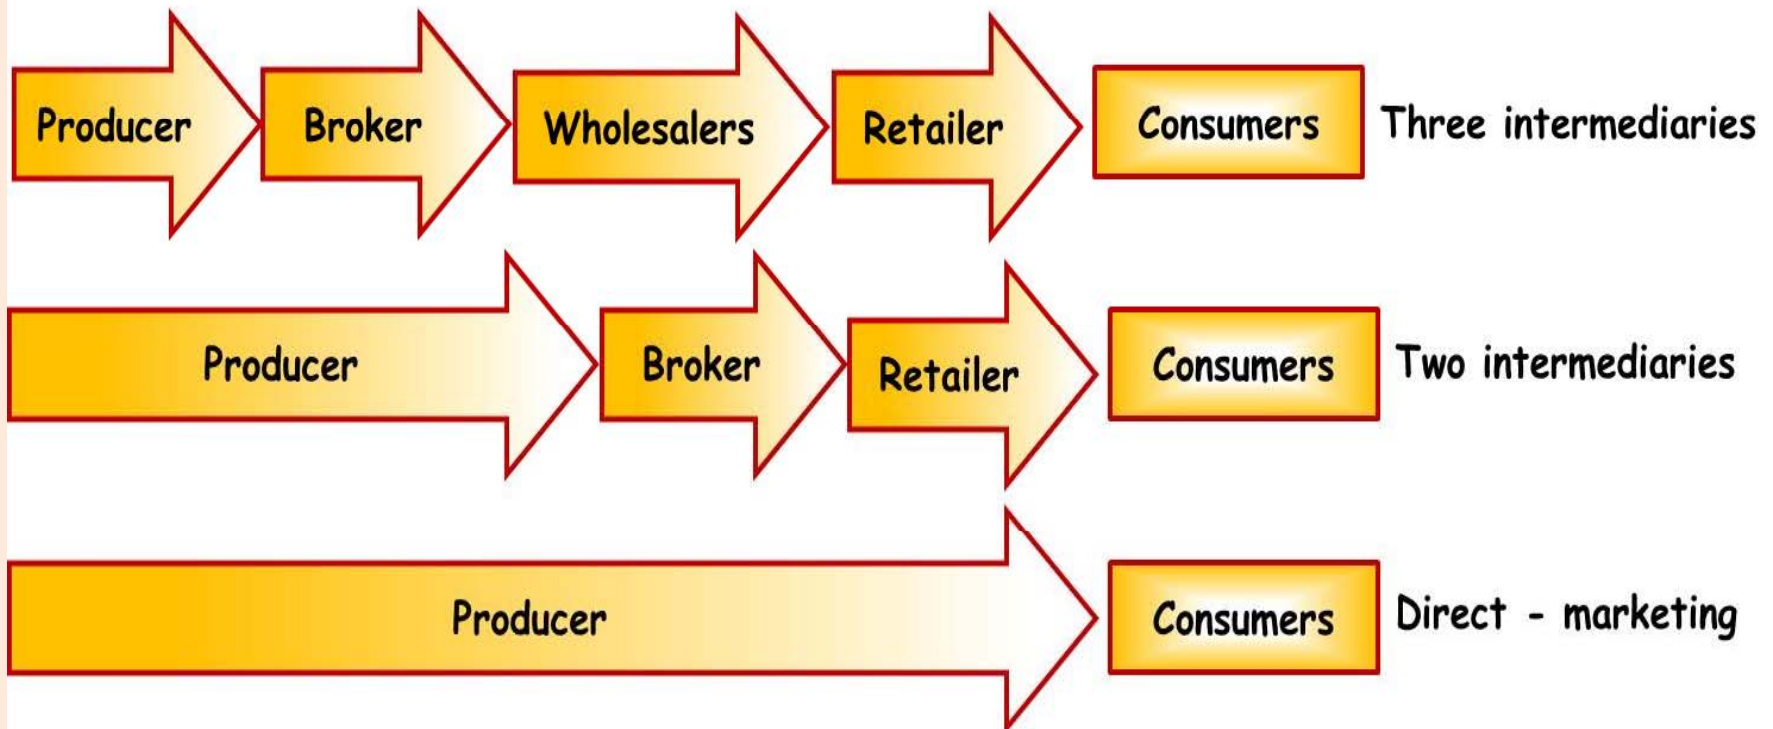 Producer Broker Wholesalers Retailer Consumers Three intermediaries
Producer Broker Retailer Consumers Two intermediaries
Producer Consumers Direct - marketing